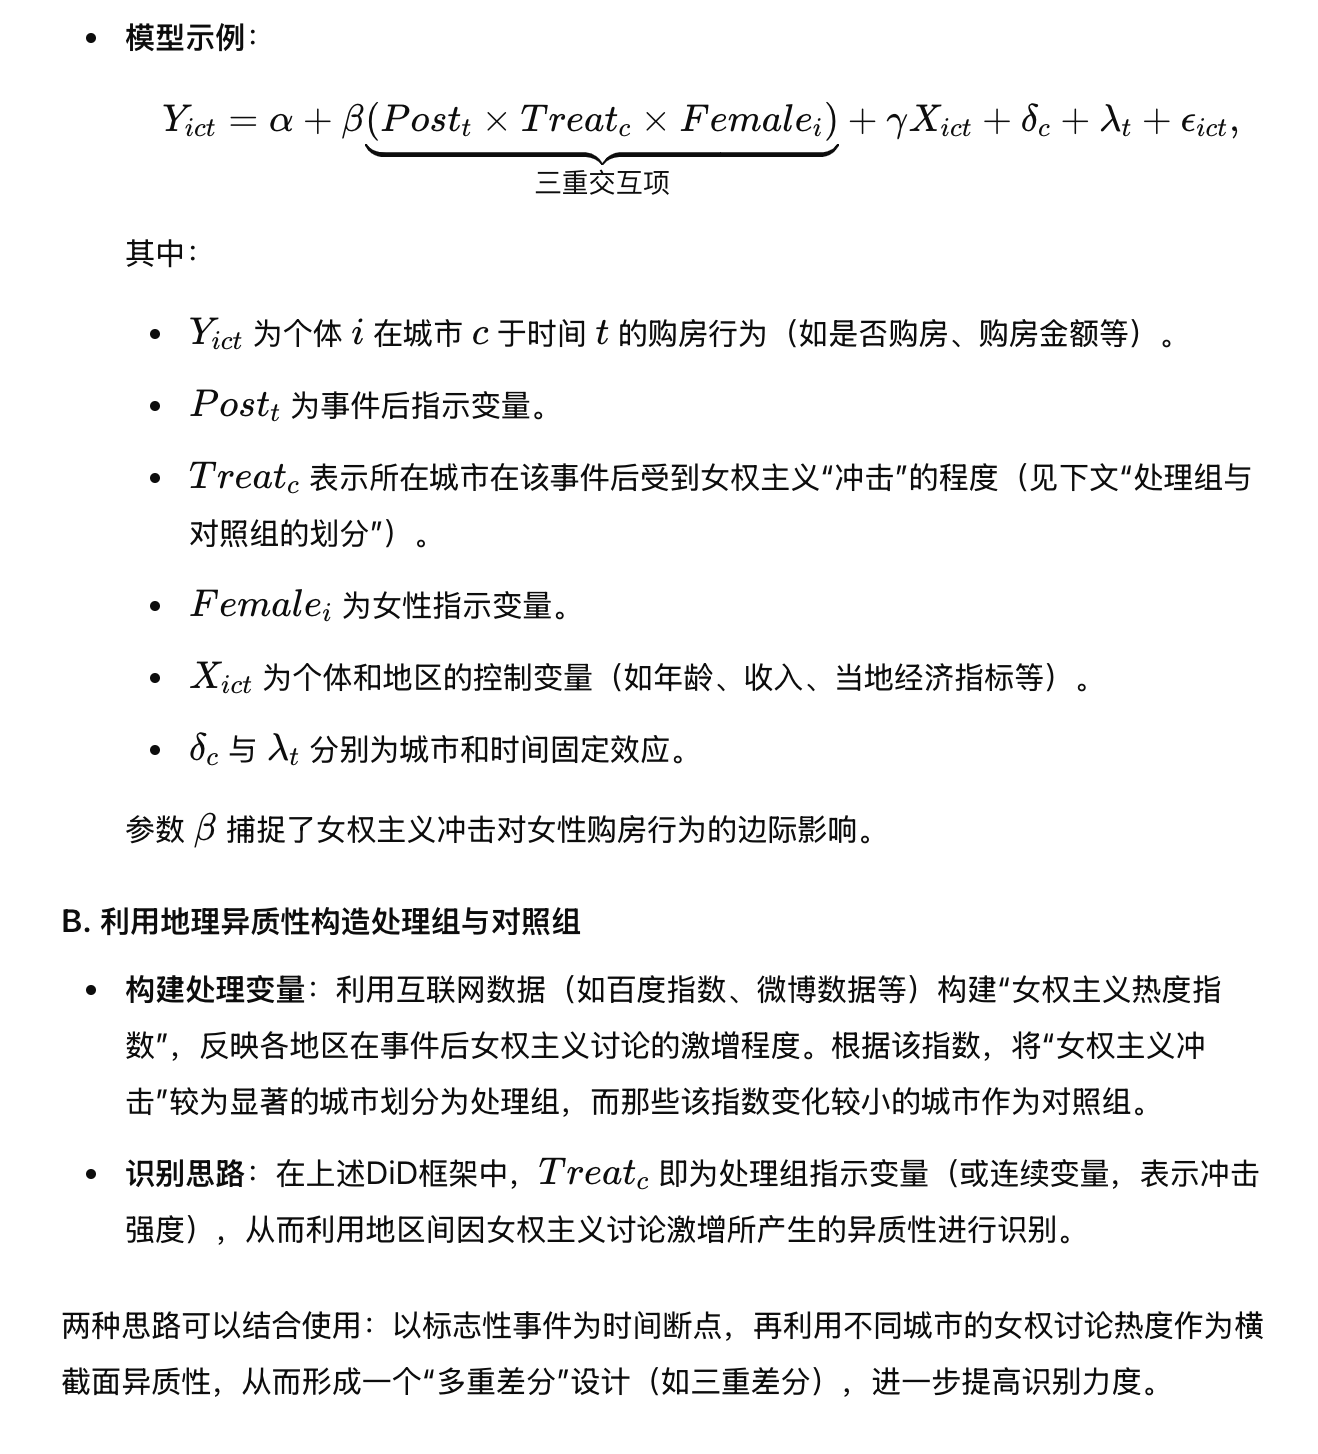 • 模型示例：
Y_{ict} = α + β(Post_t × Treat_c × Female_i) + γX_{ict} + δ_c + λ_t + ϵ_{ict},
三重交互项
其中：
• Y_{ict} 为个体 i 在城市 c 于时间 t 的购房行为（如是否购房、购房金额等）。
• Post_t 为事件后指示变量。
• Treat_c 表示所在城市在该事件后受到女权主义“冲击”的程度（见下文“处理组与
对照组的划分”）。
• Female_i 为女性指示变量。
• X_{ict} 为个体和地区的控制变量（如年龄、收入、当地经济指标等）。
• δ_c 与 λ_t 分别为城市和时间固定效应。
参数 β 捕捉了女权主义冲击对女性购房行为的边际影响。
B. 利用地理异质性构造处理组与对照组
• 构建处理变量：利用互联网数据（如百度指数、微博数据等）构建“女权主义热度指
数”，反映各地区在事件后女权主义讨论的激增程度。根据该指数，将“女权主义冲
击”较为显著的城市划分为处理组，而那些该指数变化较小的城市作为对照组。
• 识别思路：在上述DiD框架中，Treat_c 即为处理组指示变量（或连续变量，表示冲击
强度），从而利用地区间因女权主义讨论激增所产生的异质性进行识别。
两种思路可以结合使用：以标志性事件为时间断点，再利用不同城市的女权讨论热度作为横
截面异质性，从而形成一个“多重差分”设计（如三重差分），进一步提高识别力度。